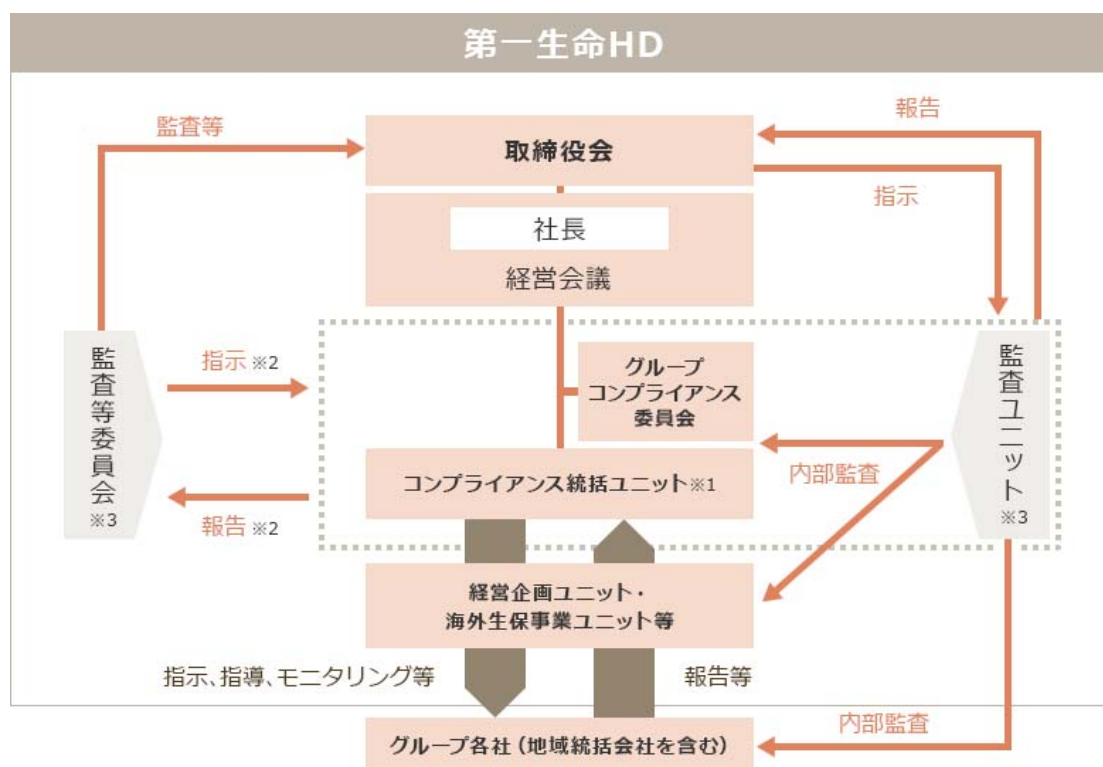 第一生命HD
監査等
報告
取締役会
指示
社長
経営会議
監査等委員会
※3
指示 ※2
報告 ※2
グループ
コンプライアンス
委員会
監査ユニット
※3
内部監査
コンプライアンス統括ユニット※1
経営企画ユニット・
海外生保事業ユニット等
指示、指導、モニタリング等
報告等
内部監査
グループ各社（地域統括会社を含む）